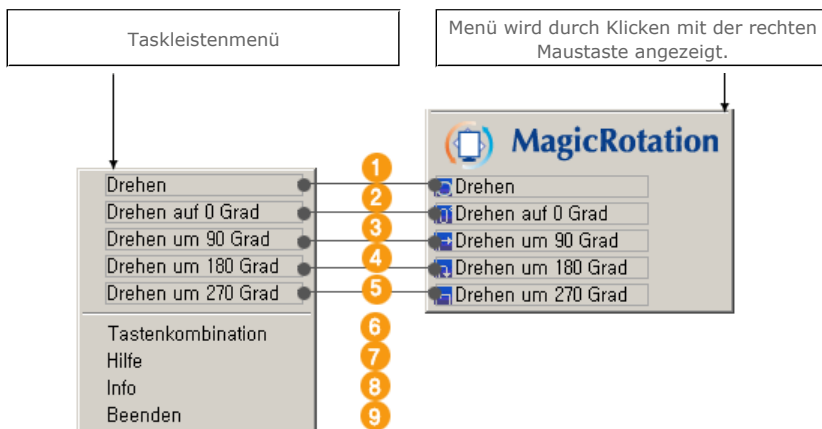 Taskleistenmenü
Menü wird durch Klicken mit der rechten
Maustaste angezeigt.
MagicRotation
1
2
3
4
5
6
7
8
9
Drehen
Drehen auf 0 Grad
Drehen um 90 Grad
Drehen um 180 Grad
Drehen um 270 Grad
Tastenkombination
Hilfe
Info
Beenden
Drehen
Drehen auf 0 Grad
Drehen um 90 Grad
Drehen um 180 Grad
Drehen um 270 Grad